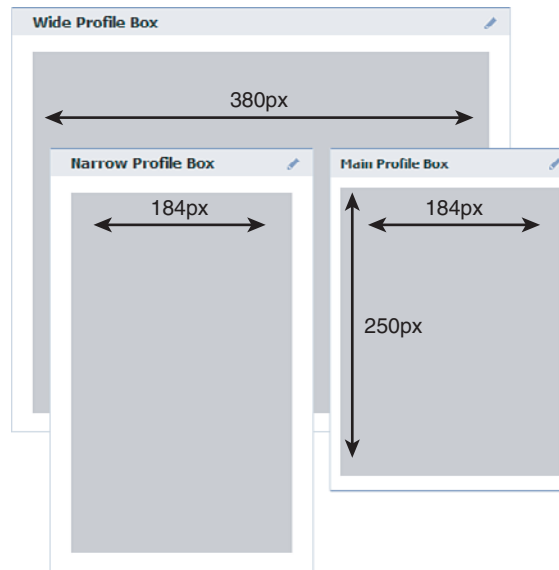 Wide Profile Box
380px
Narrow Profile Box
184px
Main Profile Box
184px
250px